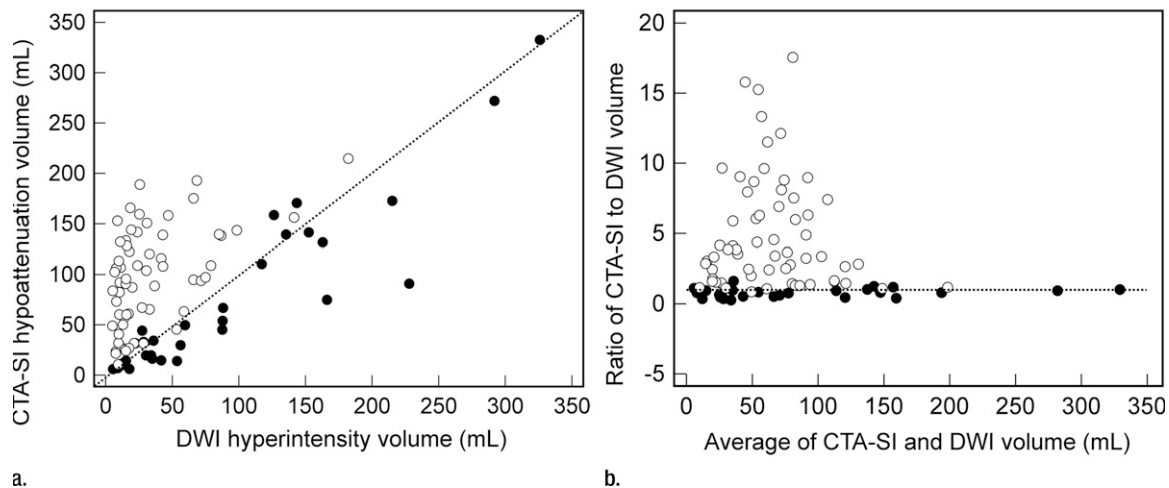 CTA-SI hypoattenuation volume (mL)
350
300
250
200
150
100
50
0
0 50 100 150 200 250 300 350
DWI hyperintensity volume (mL)
a.
Ratio of CTA-SI to DWI volume
20
15
10
5
0
-5
0 50 100 150 200 250 300 350
Average of CTA-SI and DWI volume (mL)
b.